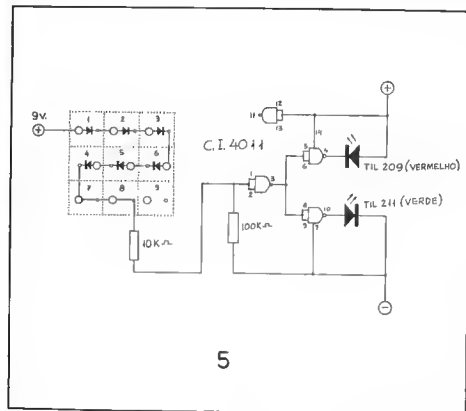 9v.
+
1 2 3
4 5 6
7 8 9
10KΩ
C.I. 4011
12
11
13
14
1
2
3
5
6
4
TIL 209 (VERMELHO)
100KΩ
8
9
10
7
TIL 211 (VERDE)
+
−
5